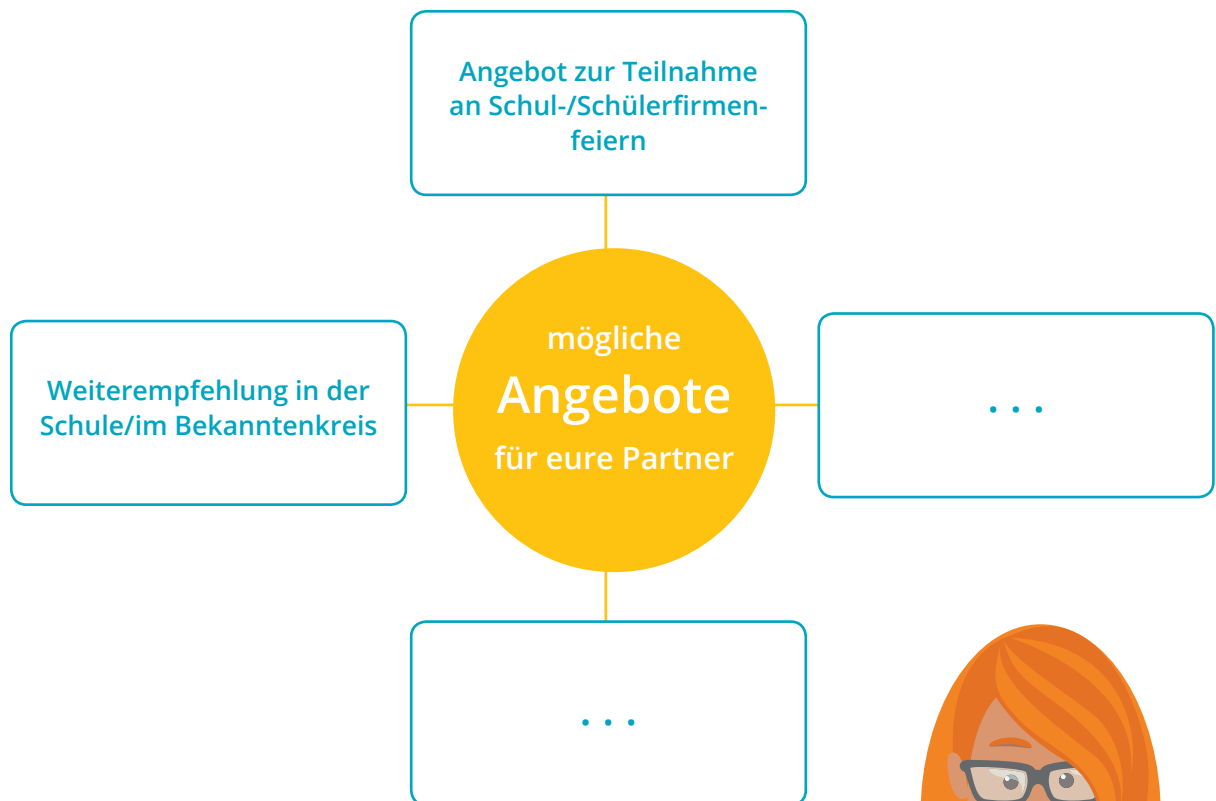 Angebot zur Teilnahme
an Schul-/Schülerfirmen-
feiern
mögliche
Angebote
für eure Partner
Weiterempfehlung in der
Schule/im Bekanntenkreis
. . .
. . .